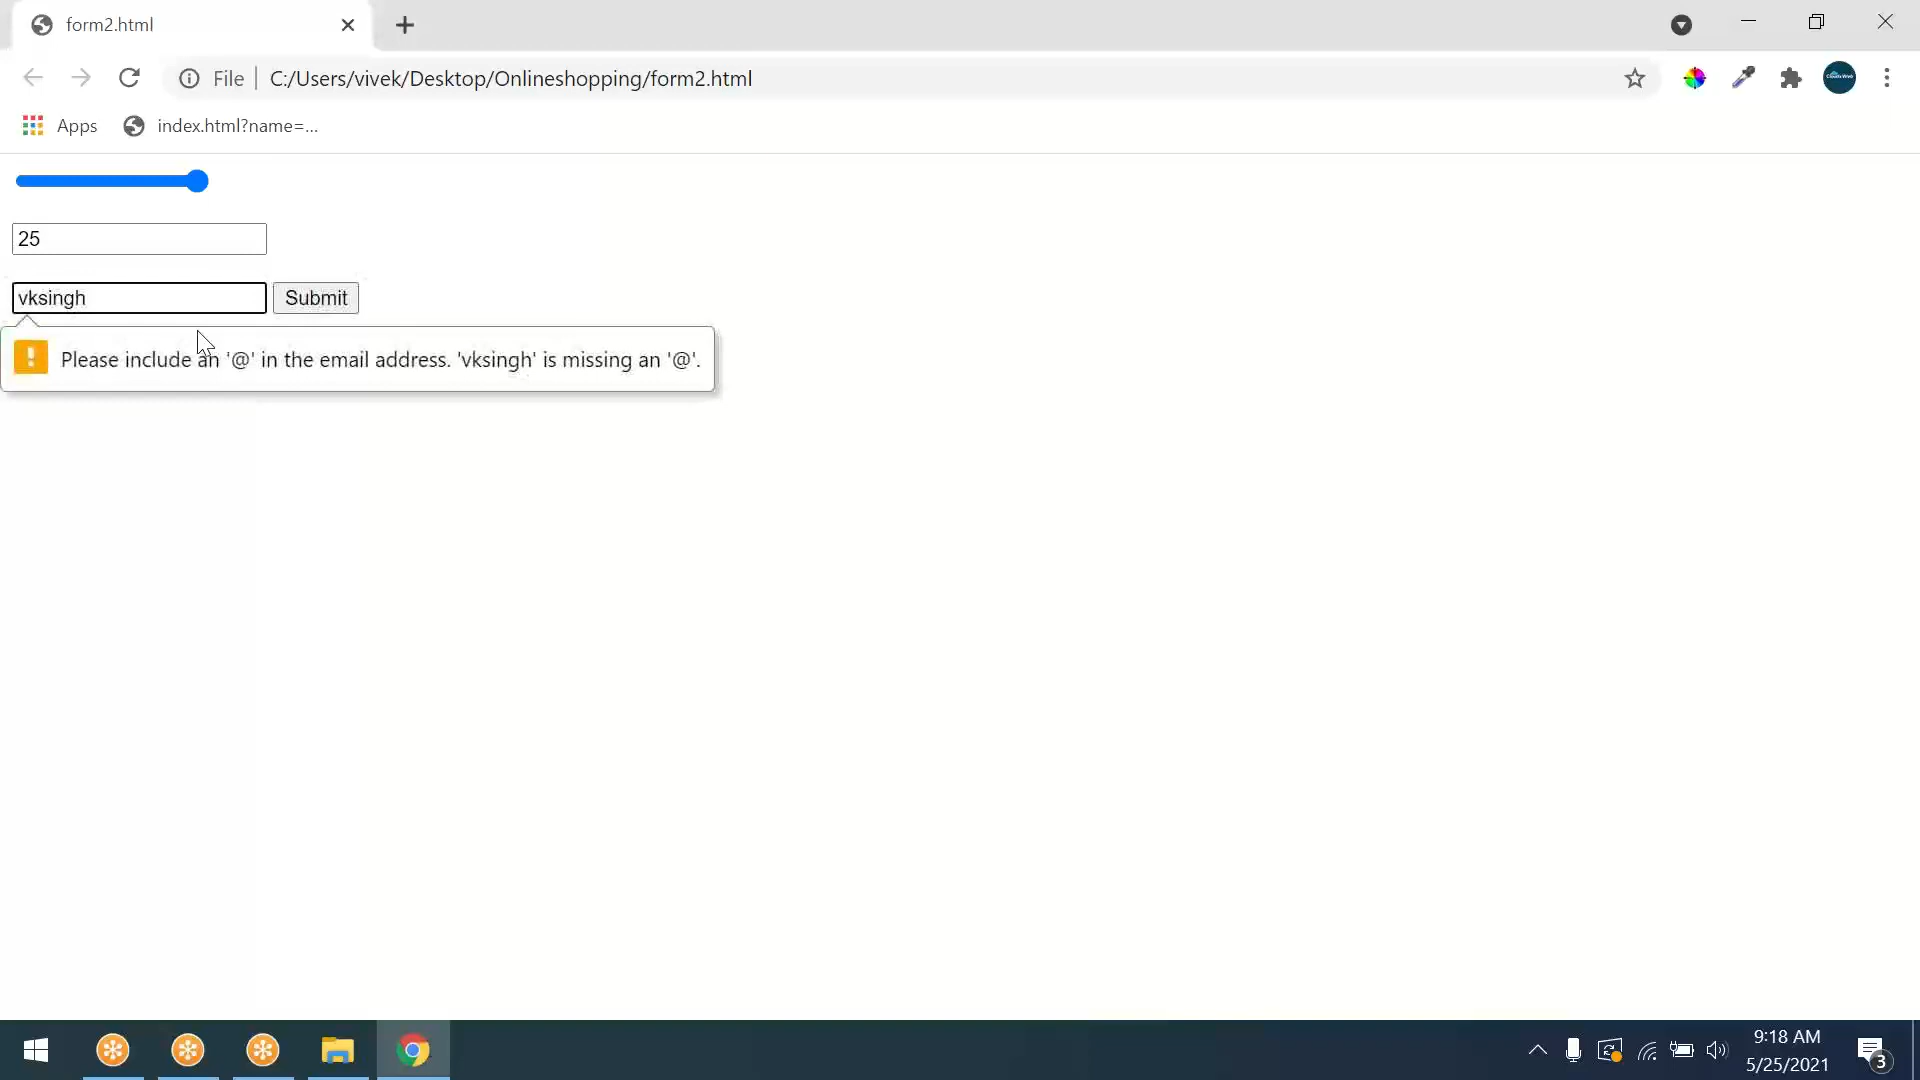 form2.html
File C:/Users/vivek/Desktop/Onlineshopping/form2.html
Apps index.html?name=...
25
vksingh Submit
Please include an '@' in the email address. 'vksingh' is missing an '@'.
9:18 AM
5/25/2021
3